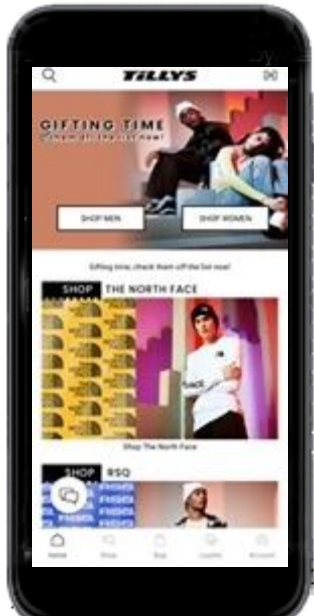 TILLYS
GIFTING TIME
SHOP MEN
SHOP WOMEN
Gifting time, check them off the list now!
SHOP THE NORTH FACE
Shop The North Face
SHOP RSQ
Home
Shop
Bag
Loyalty
Account